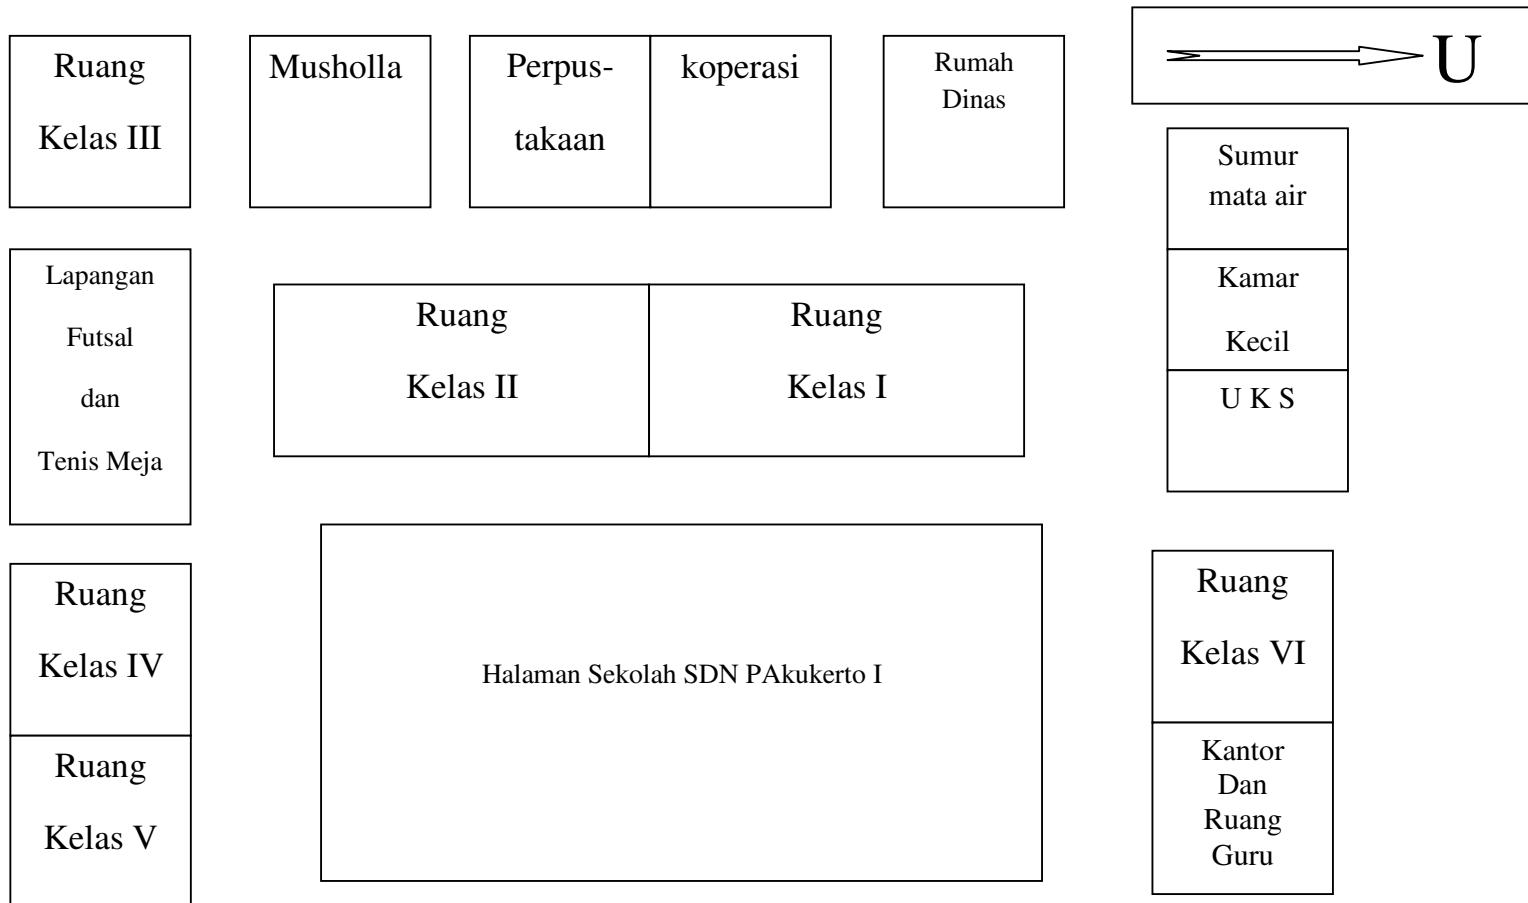 Ruang
Kelas III
Musholla
Perpus-
takaan
koperasi
Rumah
Dinas
U
Sumur
mata air
Kamar
Kecil
U K S
Lapangan
Futsal
dan
Tenis Meja
Ruang
Kelas II
Ruang
Kelas I
Ruang
Kelas IV
Ruang
Kelas V
Halaman Sekolah SDN PAkukerto I
Ruang
Kelas VI
Kantor
Dan
Ruang
Guru